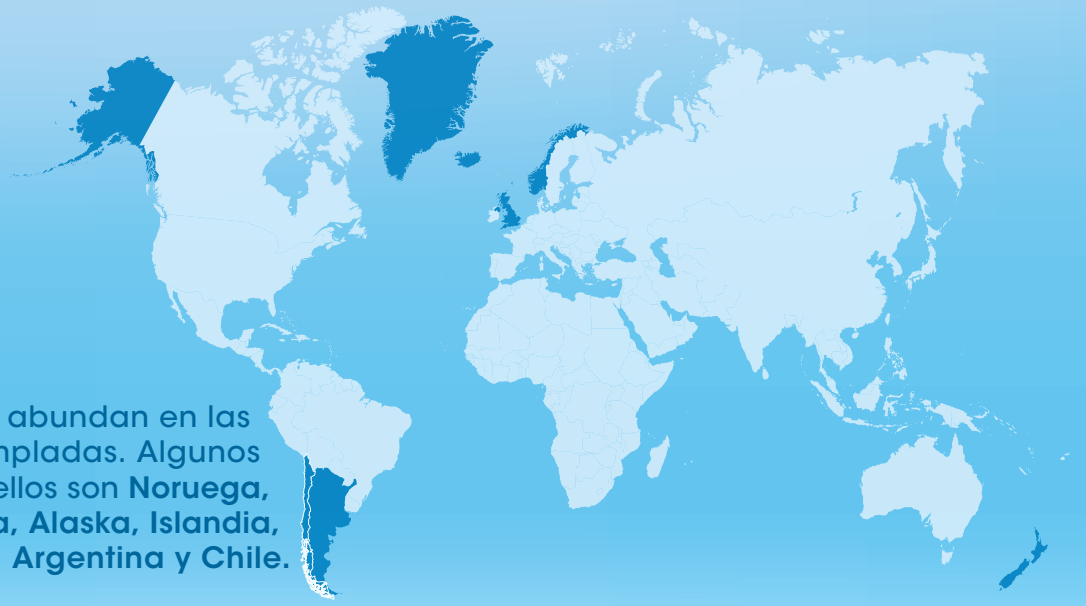 abundan en las
mpladas. Algunos
ellos son Noruega,
a, Alaska, Islandia,
Argentina y Chile.